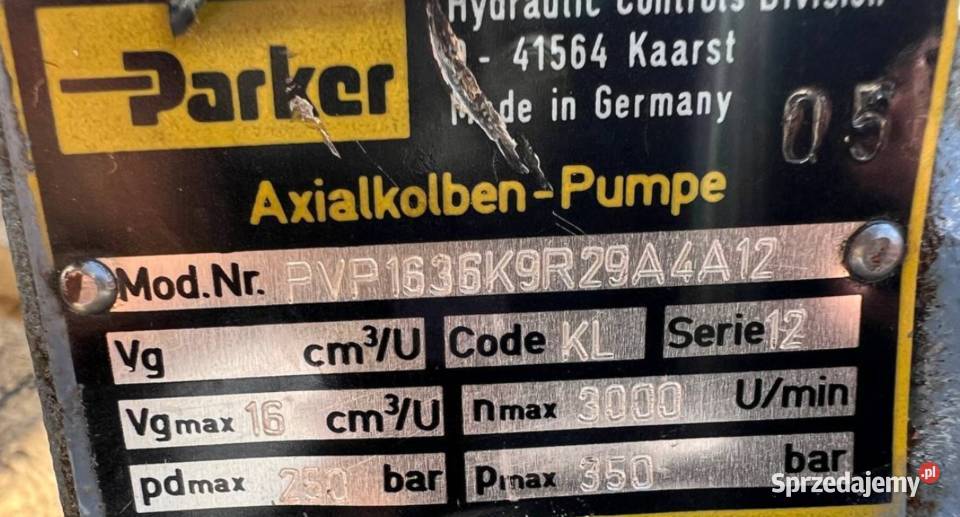 Parker
Hydraulic Controls Division
D - 41564 Kaarst
Made in Germany
05
Axialkolben-Pumpe
Mod.Nr. PVP1636K9R29A4A12
Vg cm³/U Code KL Serie 12
Vgmax 16 cm³/U nmax 3000 U/min
pdmax 250 bar Pmax 350 bar
Sprzedajemy.pl